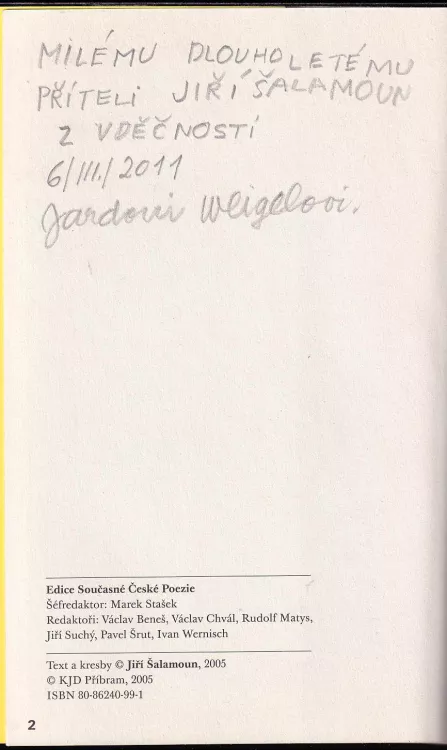 MILÉMU DLOUHOLETÉMU
PŘÍTELI JIŘÍ ŠALAMOUN
Z VDĚČNOSTÍ
6/III./2011
Jardovi Weigelovi.
Edice Současné České Poezie
Šéfredaktor: Marek Stašek
Redaktoři: Václav Beneš, Václav Chvál, Rudolf Matys,
Jiří Suchý, Pavel Šrut, Ivan Wernisch
Text a kresby © Jiří Šalamoun, 2005
© KJD Příbram, 2005
ISBN 80-86240-99-1
2